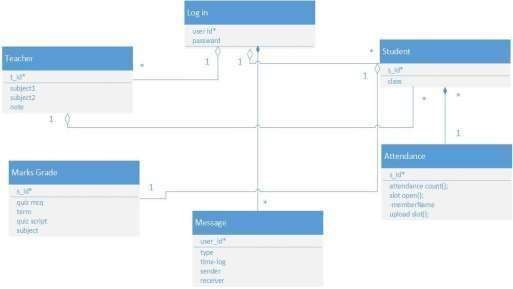 Log in
user id*
password
Teacher
t_id*
subject1
subject2
note
Student
s_id*
class
*
1
1
*
1
*
*
1
1
Attendance
s_id*
attendance count();
slot open();
-memberName
upload slot();
Marks Grade
s_id*
quiz mcq
term
quiz script
subject
1
*
Message
user_id*
type
time-log
sender
receiver